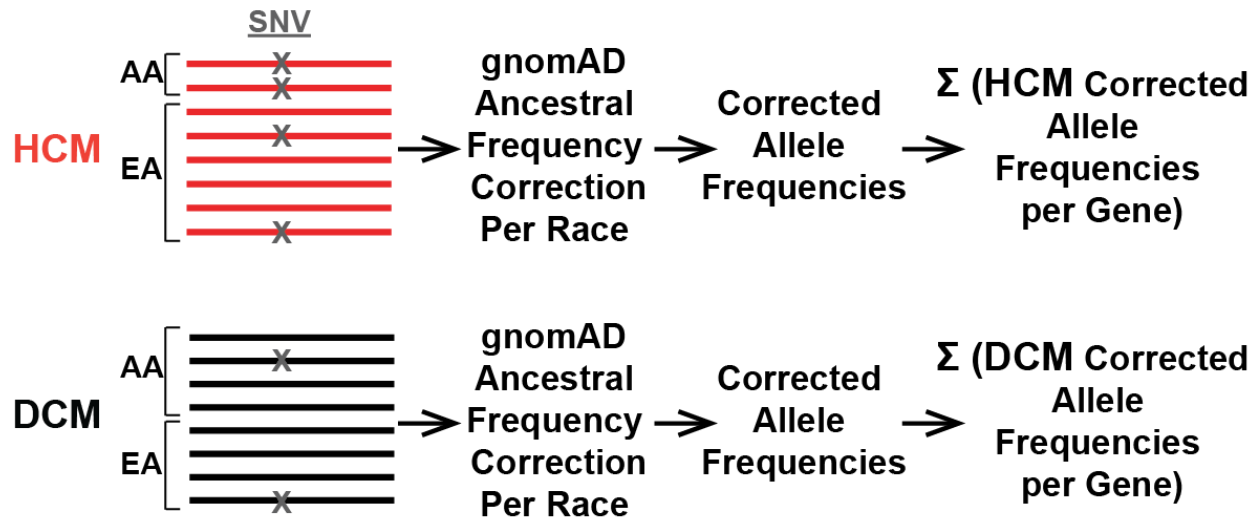 SNV
AA
EA
HCM
X
X
X
X
gnomAD
Ancestral
Frequency
Correction
Per Race
Corrected
Allele
Frequencies
Σ (HCM Corrected
Allele
Frequencies
per Gene)
AA
EA
DCM
X
X
gnomAD
Ancestral
Frequency
Correction
Per Race
Corrected
Allele
Frequencies
Σ (DCM Corrected
Allele
Frequencies
per Gene)